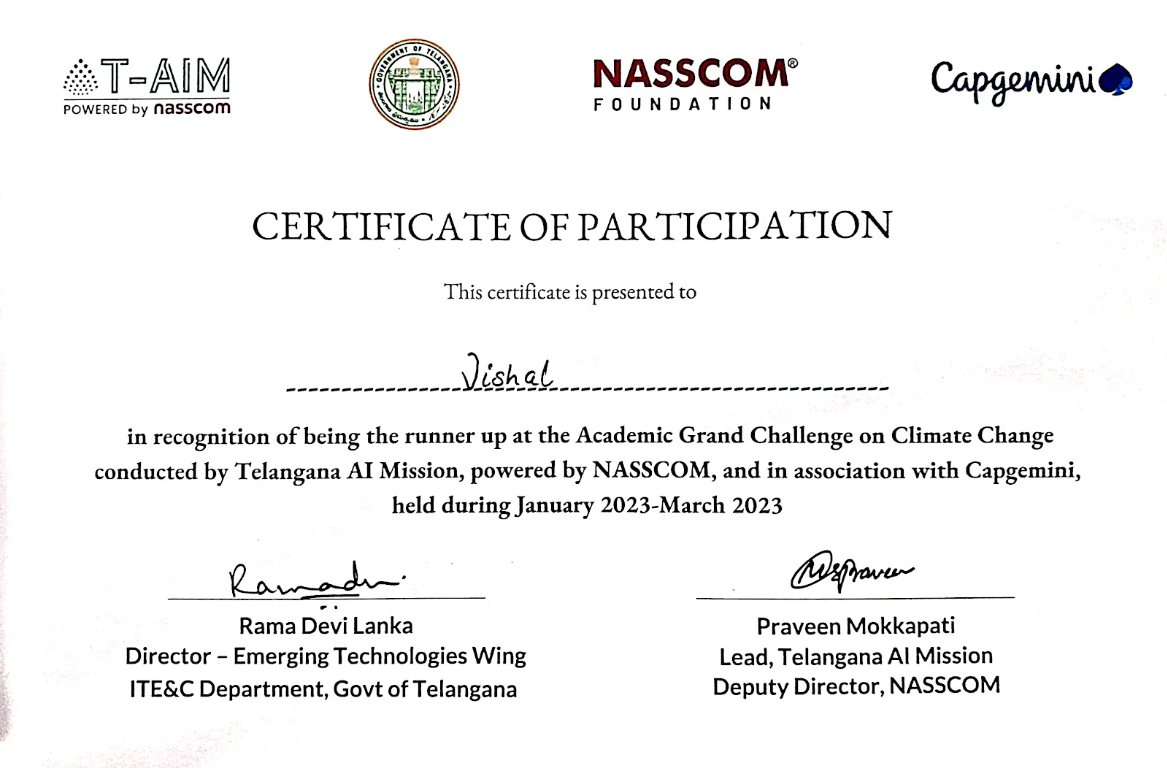 T-AIM
POWERED by nasscom
GOVERNMENT OF TELANGANA
NASSCOM®
FOUNDATION
Capgemini
CERTIFICATE OF PARTICIPATION
This certificate is presented to
Vishal
in recognition of being the runner up at the Academic Grand Challenge on Climate Change
conducted by Telangana AI Mission, powered by NASSCOM, and in association with Capgemini,
held during January 2023-March 2023
Rama Devi Lanka
Director – Emerging Technologies Wing
ITE&C Department, Govt of Telangana
Praveen Mokkapati
Lead, Telangana AI Mission
Deputy Director, NASSCOM